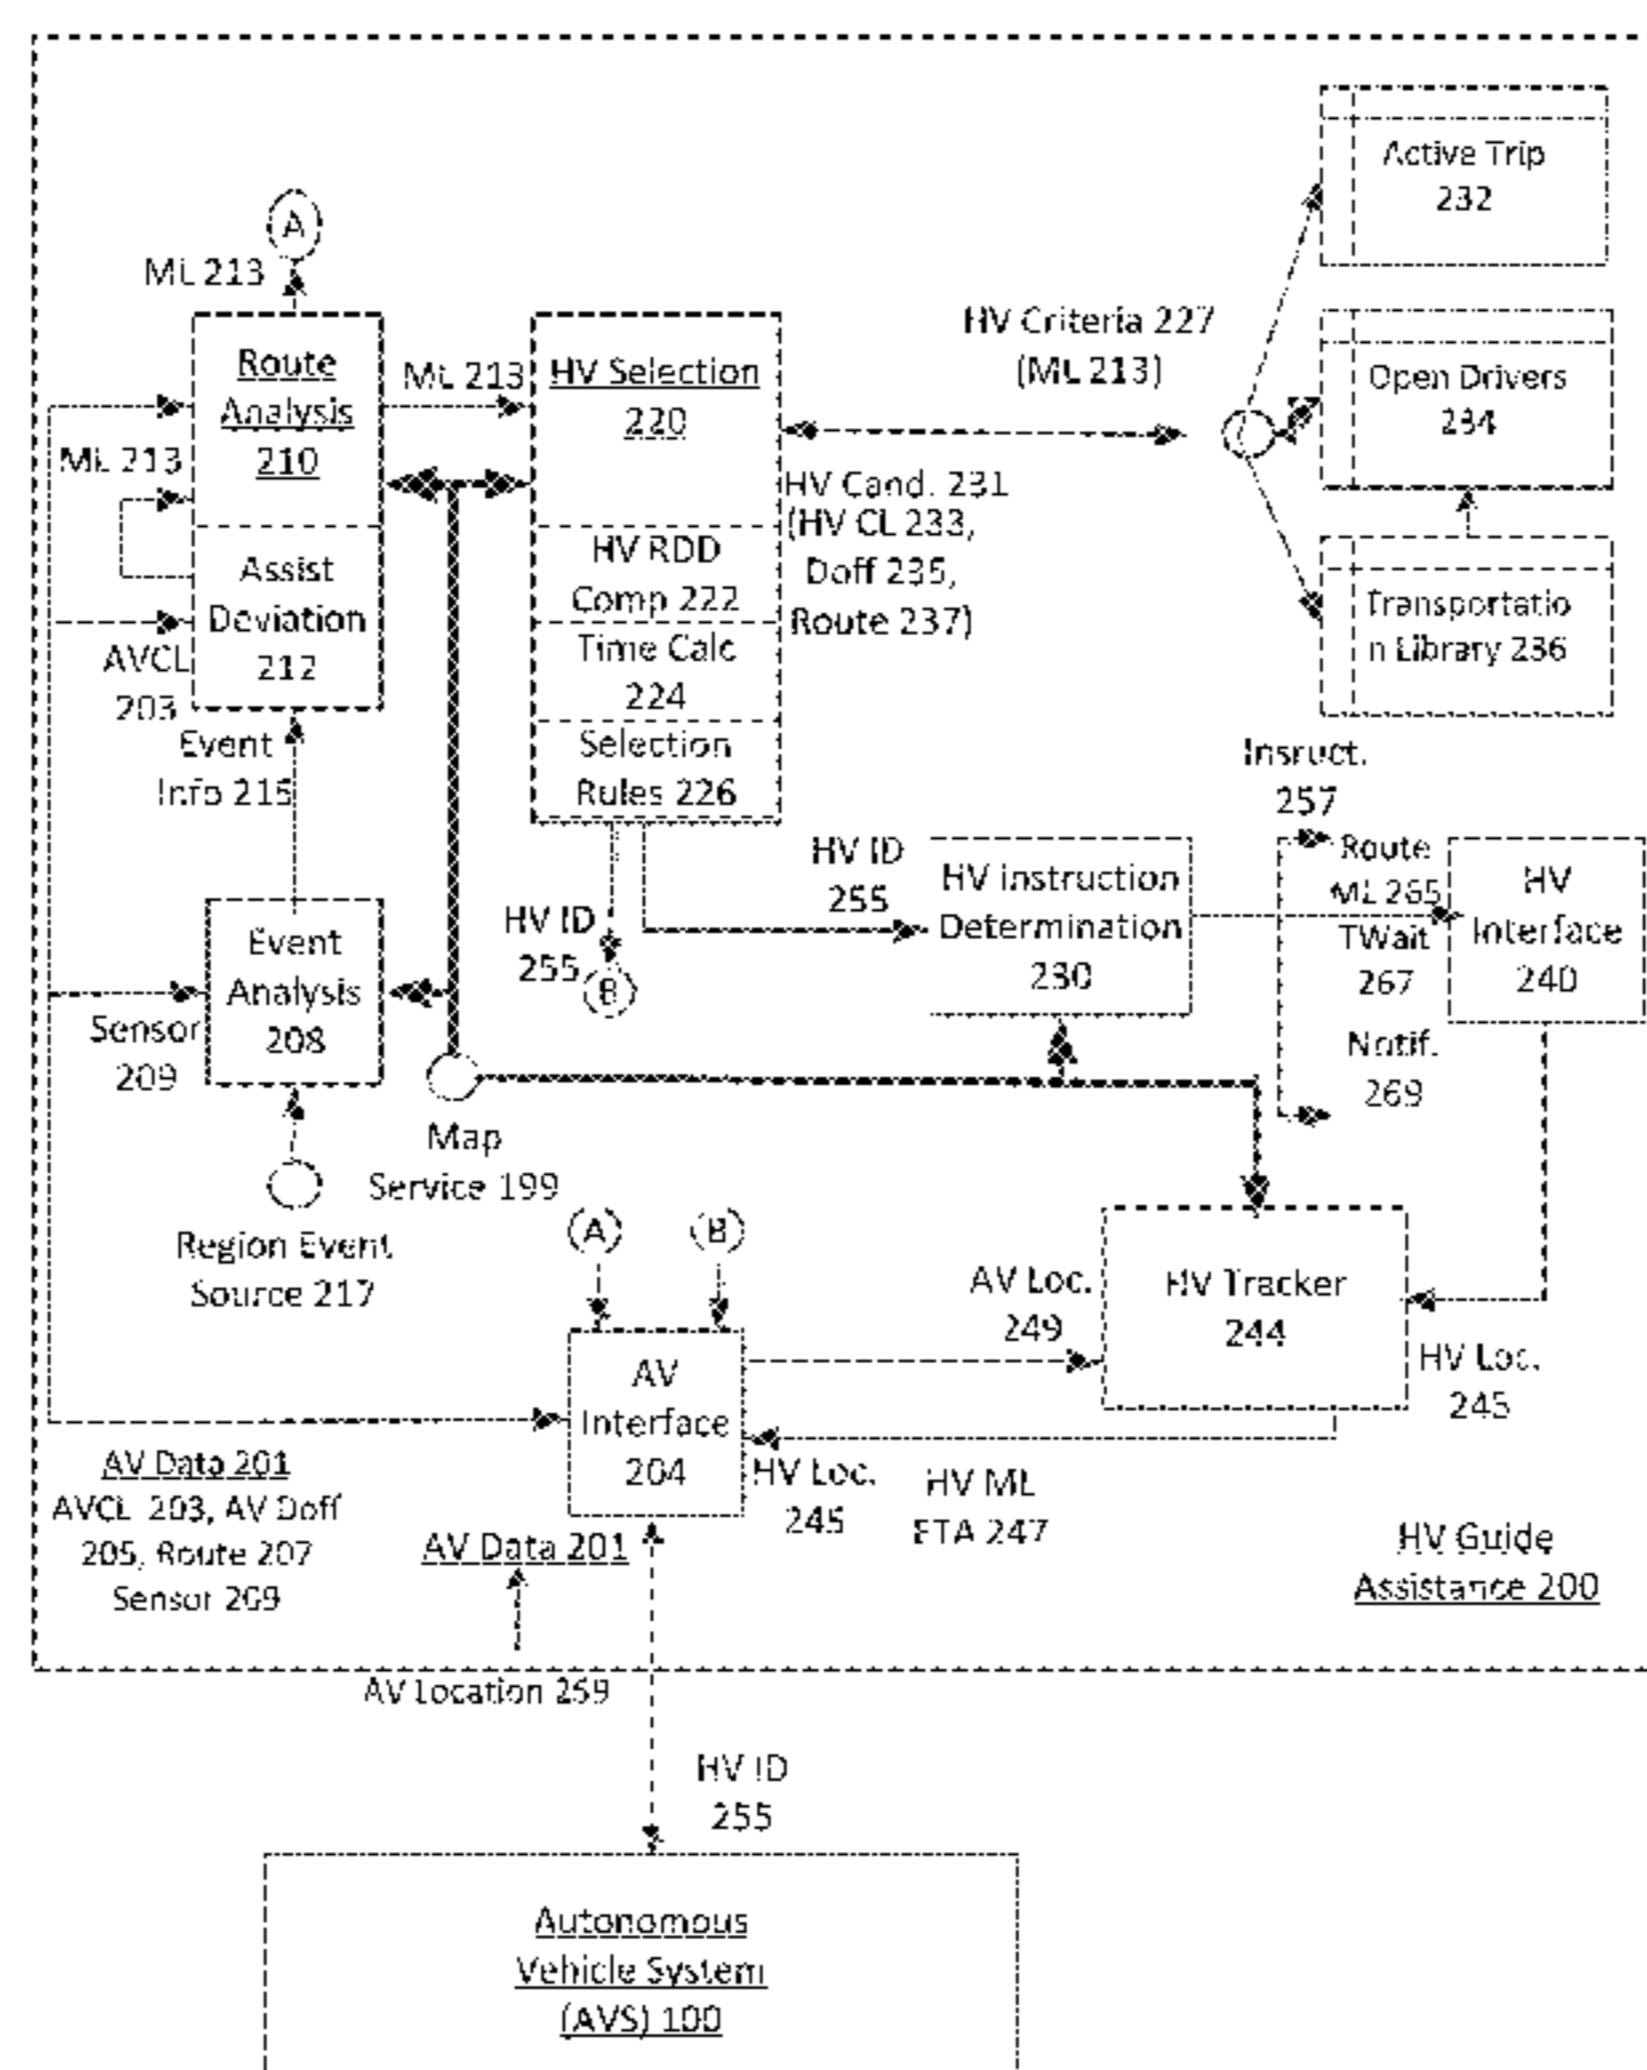 Active Trip
232
A
ML 213
Route
Analysis
210
ML 213
HV Selection
220
HV Criteria 227
(ML 213)
Open Drivers
234
ML 213
HV Cand. 231
(HV CL 233,
Doff 235,
Route 237)
Assist
Deviation
212
HV RDD
Comp 222
Time Calc
224
Selection
Rules 226
Transportatio
n Library 236
AVCL
203
Event
Info 215
Insruct.
257
Route
ML 265
TWait
267
Notif.
269
HV ID
255
HV instruction
Determination
230
HV
Interface
240
HV ID
255
B
Event
Analysis
208
Sensor
209
Map
Service 199
Region Event
Source 217
A
B
AV Loc.
249
HV Tracker
244
HV Loc.
245
AV
Interface
204
HV Loc.
245
HV ML
ETA 247
AV Data 201
AVCL 203, AV Doff
205, Route 207
Sensor 209
AV Data 201
HV Guide
Assistance 200
AV Location 259
HV ID
255
Autonomous
Vehicle System
(AVS) 100